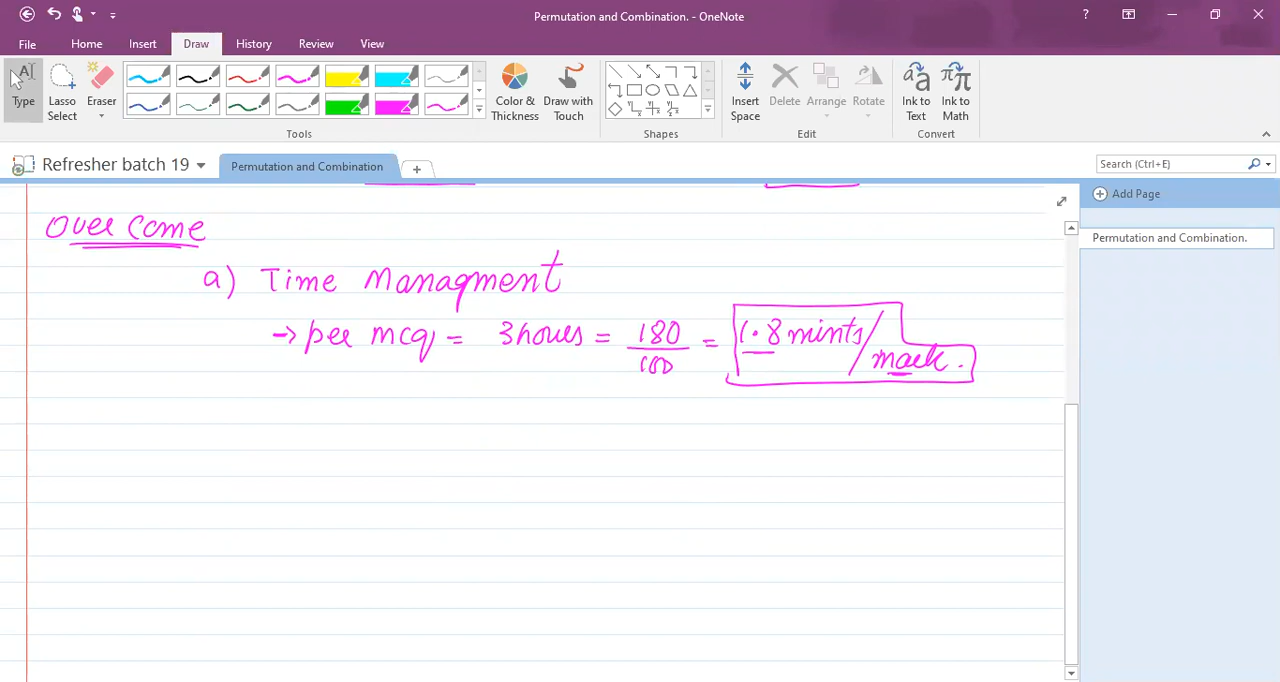 Permutation and Combination. - OneNote
?
File Home Insert Draw History Review View
Type
Lasso Select
Eraser
Color & Thickness
Draw with Touch
Insert Space
Delete
Arrange
Rotate
Ink to Text
Ink to Math
Tools
Shapes
Edit
Convert
Refresher batch 19
Permutation and Combination
Search (Ctrl+E)
Add Page
Permutation and Combination.
Over Come
a) Time Managment
→ per mcq = 3 hours = 180/100 = 1.8 mints/mark.